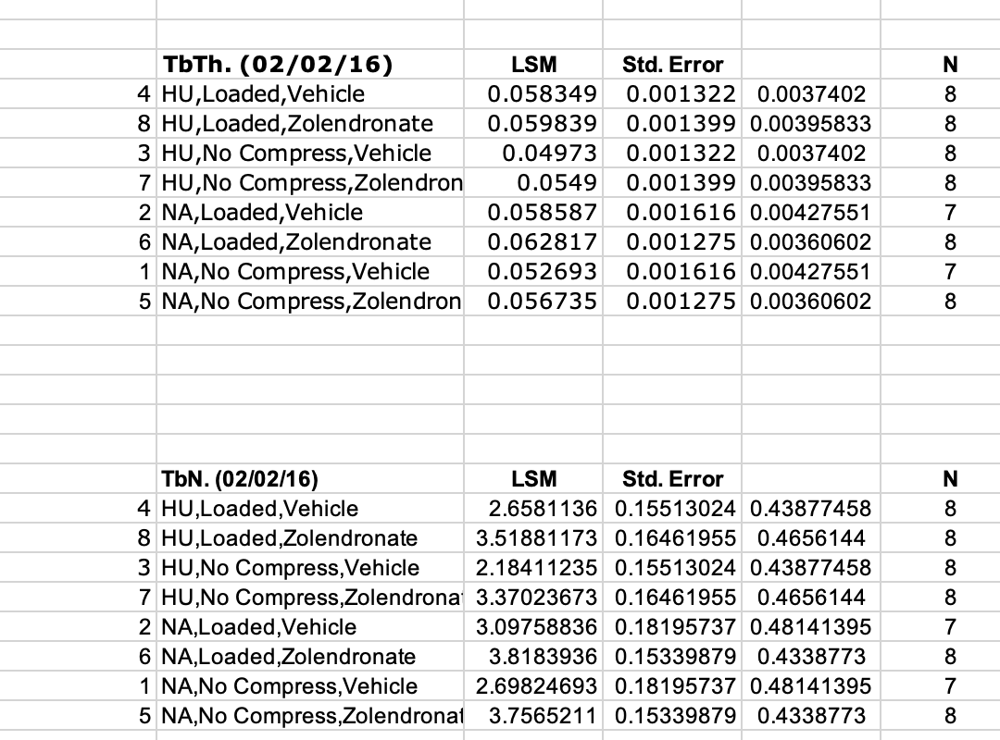 TbTh. (02/02/16) LSM Std. Error N
4 HU,Loaded,Vehicle 0.058349 0.001322 0.0037402 8
8 HU,Loaded,Zolendronate 0.059839 0.001399 0.00395833 8
3 HU,No Compress,Vehicle 0.04973 0.001322 0.0037402 8
7 HU,No Compress,Zolendron 0.0549 0.001399 0.00395833 8
2 NA,Loaded,Vehicle 0.058587 0.001616 0.00427551 7
6 NA,Loaded,Zolendronate 0.062817 0.001275 0.00360602 8
1 NA,No Compress,Vehicle 0.052693 0.001616 0.00427551 7
5 NA,No Compress,Zolendron 0.056735 0.001275 0.00360602 8
TbN. (02/02/16) LSM Std. Error N
4 HU,Loaded,Vehicle 2.6581136 0.15513024 0.43877458 8
8 HU,Loaded,Zolendronate 3.51881173 0.16461955 0.4656144 8
3 HU,No Compress,Vehicle 2.18411235 0.15513024 0.43877458 8
7 HU,No Compress,Zolendronat 3.37023673 0.16461955 0.4656144 8
2 NA,Loaded,Vehicle 3.09758836 0.18195737 0.48141395 7
6 NA,Loaded,Zolendronate 3.8183936 0.15339879 0.4338773 8
1 NA,No Compress,Vehicle 2.69824693 0.18195737 0.48141395 7
5 NA,No Compress,Zolendronat 3.7565211 0.15339879 0.4338773 8